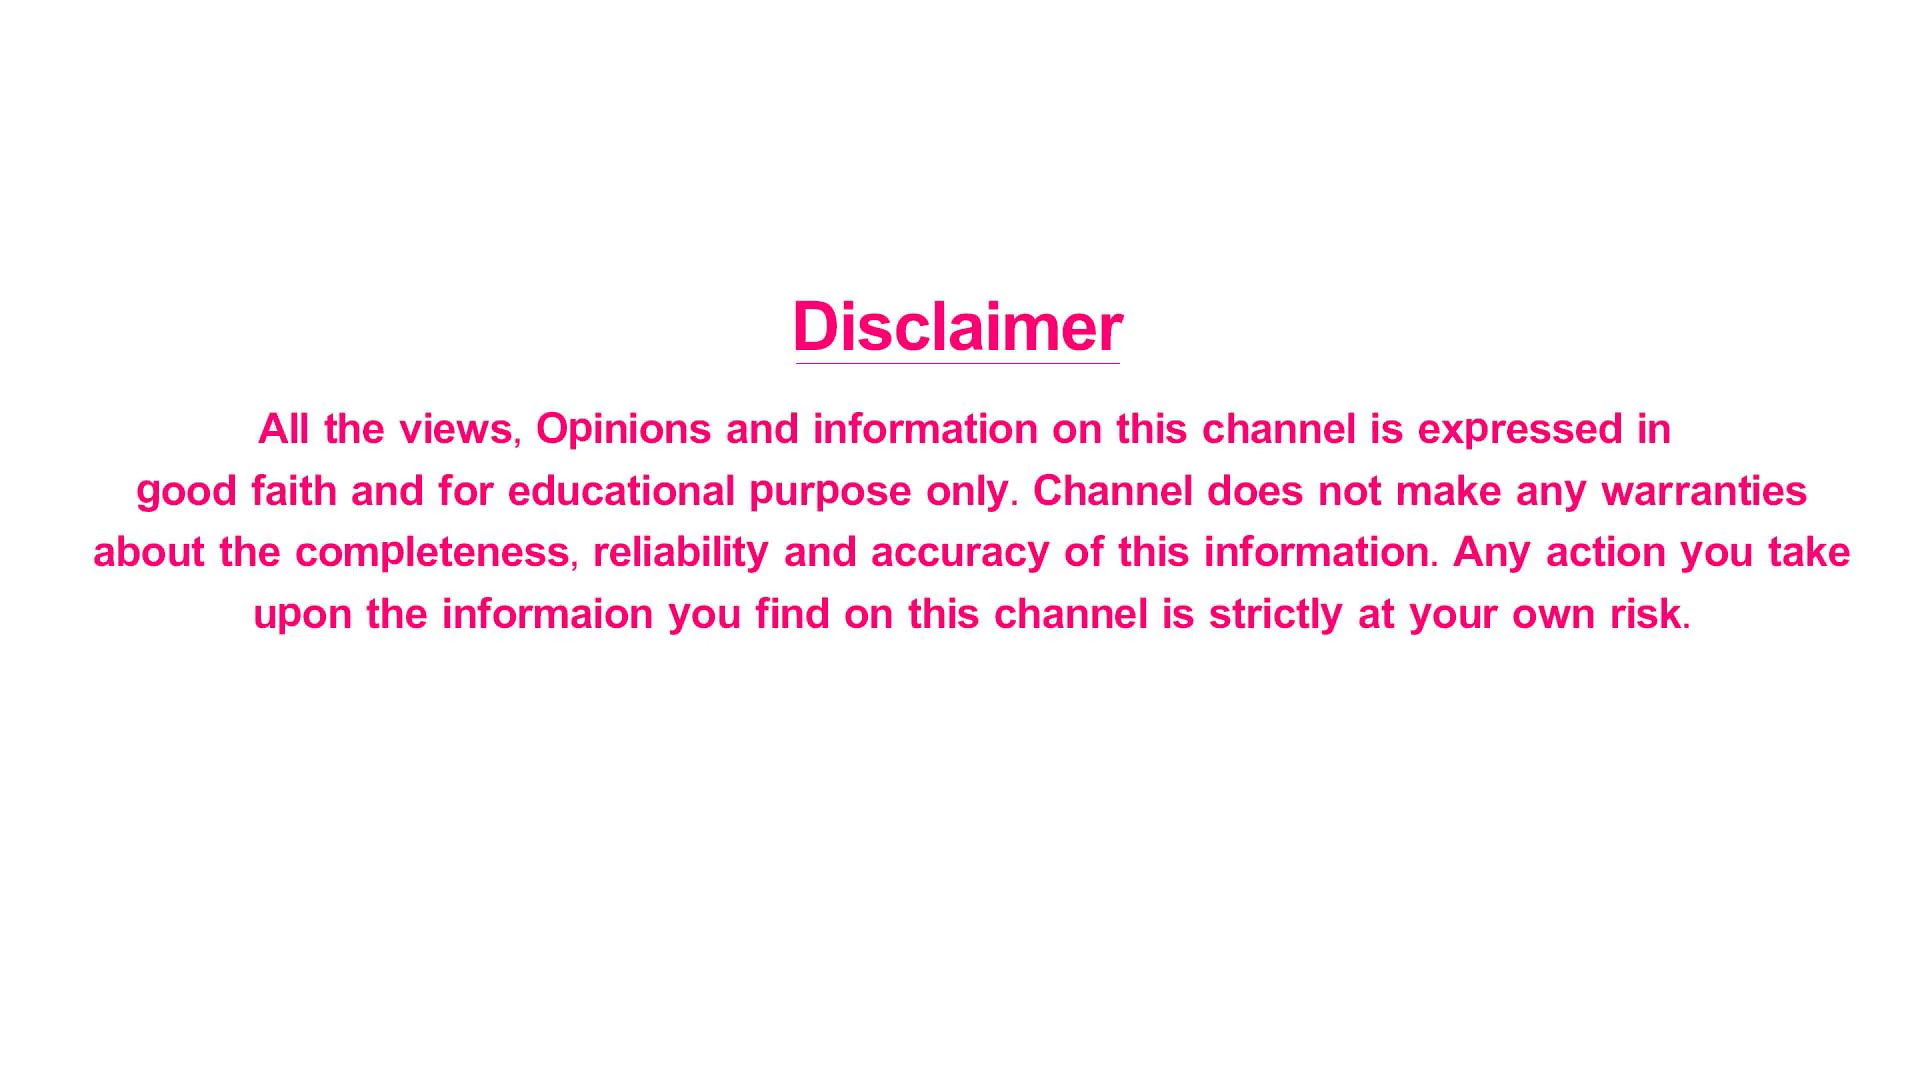 Disclaimer
All the views, Opinions and information on this channel is expressed in
good faith and for educational purpose only. Channel does not make any warranties
about the completeness, reliability and accuracy of this information. Any action you take
upon the informaion you find on this channel is strictly at your own risk.